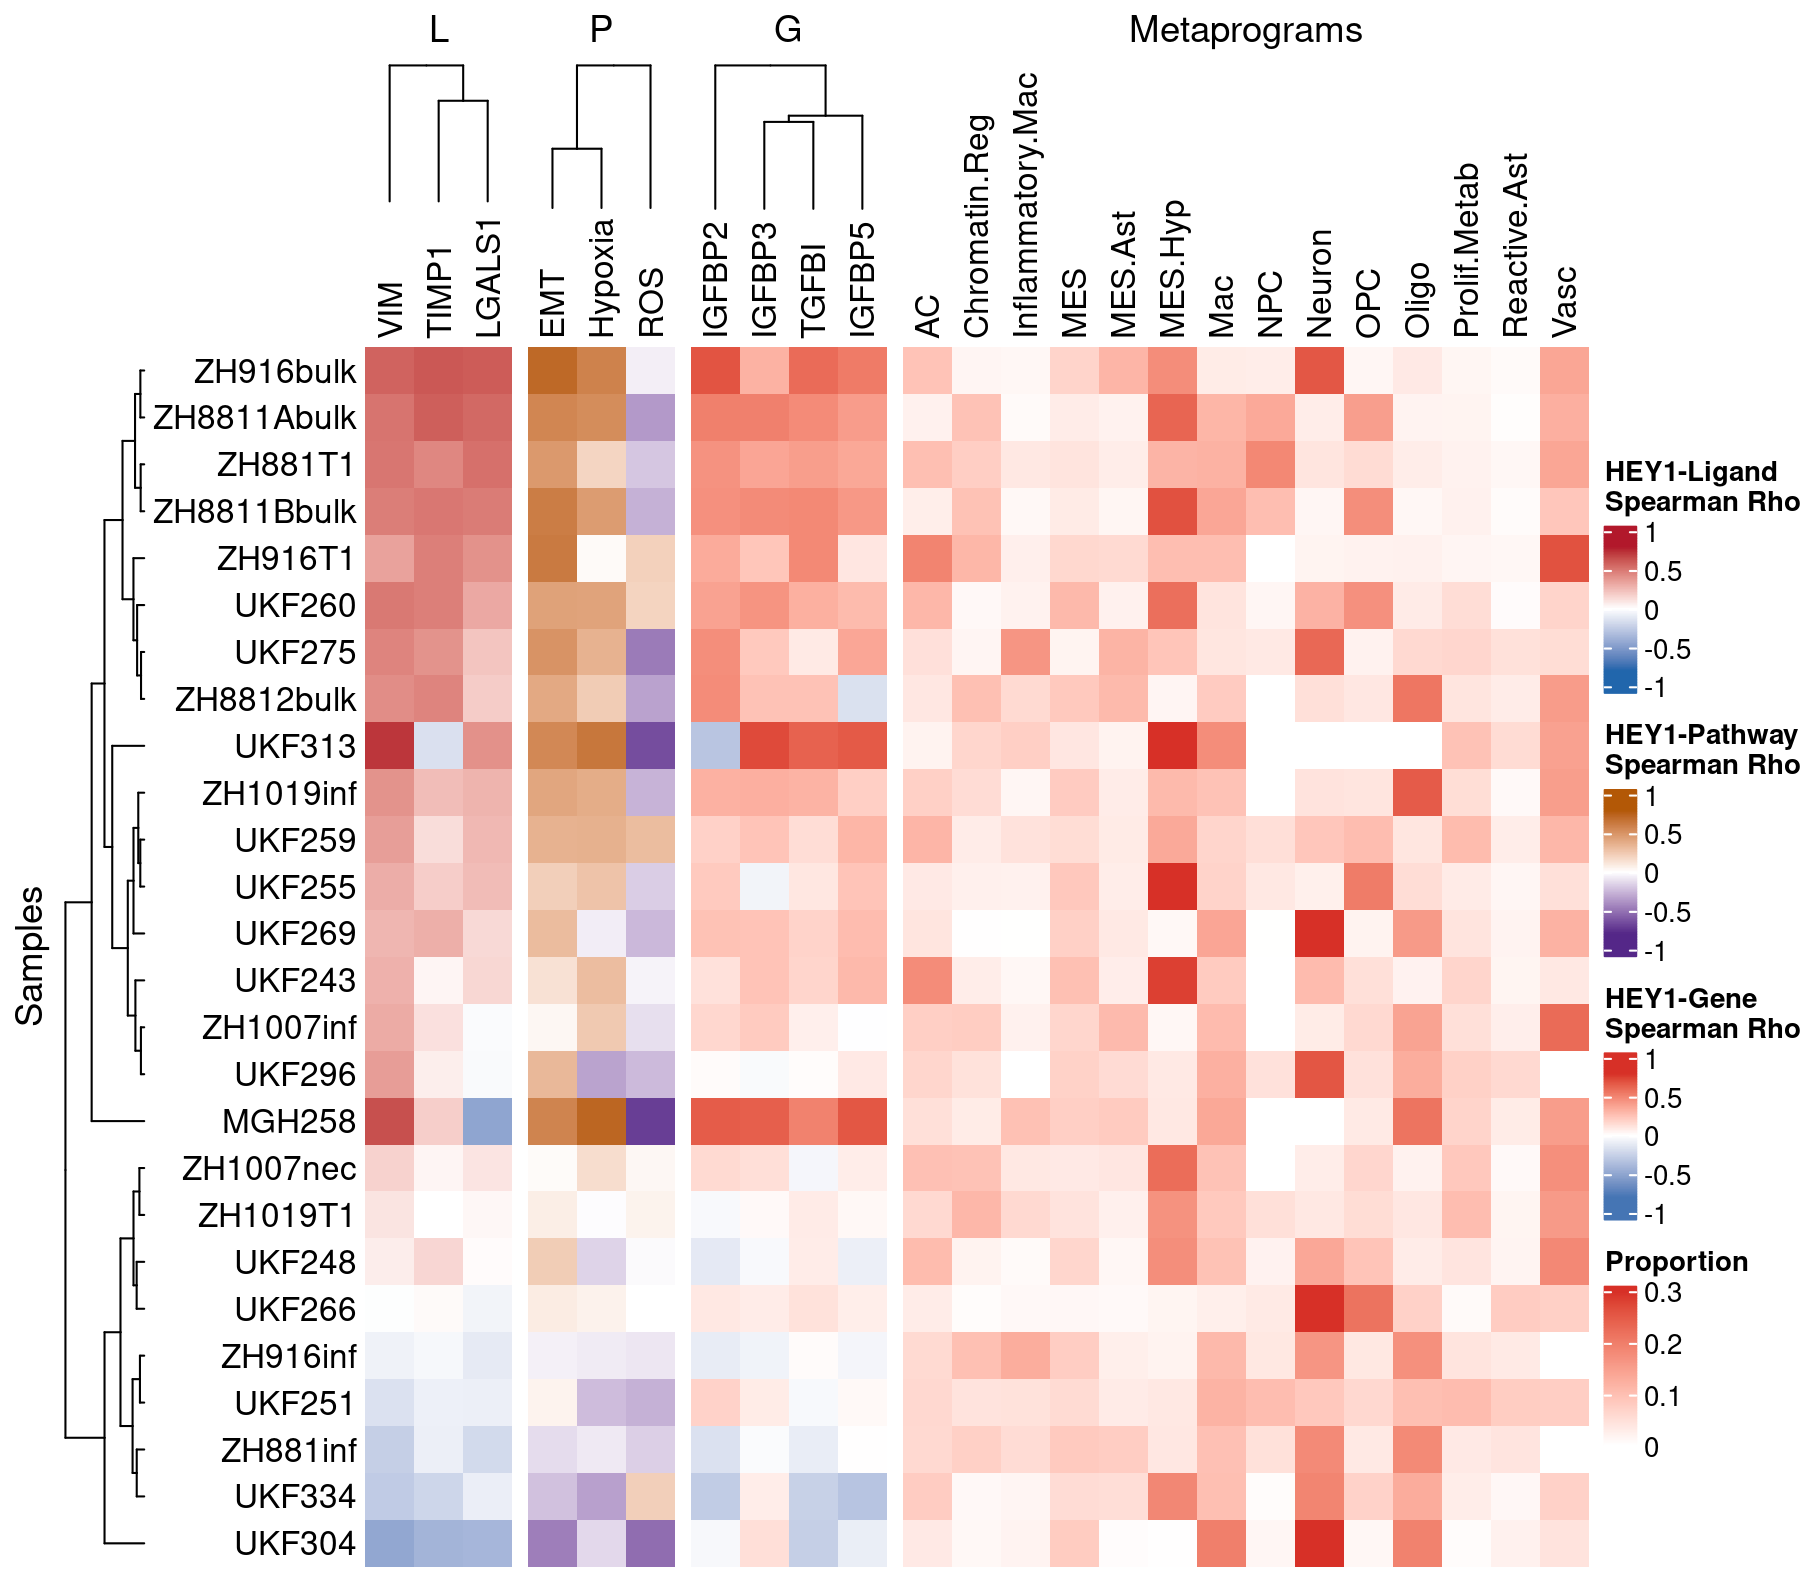 L P G Metaprograms
VIM TIMP1 LGALS1 EMT Hypoxia ROS IGFBP2 IGFBP3 TGFBI IGFBP5 AC Chromatin.Reg Inflammatory.Mac MES MES.Ast MES.Hyp Mac NPC Neuron OPC Oligo Prolif.Metab Reactive.Ast Vasc
Samples
ZH916bulk
ZH8811Abulk
ZH881T1
ZH8811Bbulk
ZH916T1
UKF260
UKF275
ZH8812bulk
UKF313
ZH1019inf
UKF259
UKF255
UKF269
UKF243
ZH1007inf
UKF296
MGH258
ZH1007nec
ZH1019T1
UKF248
UKF266
ZH916inf
UKF251
ZH881inf
UKF334
UKF304
HEY1-Ligand
Spearman Rho
1
0.5
0
-0.5
-1
HEY1-Pathway
Spearman Rho
1
0.5
0
-0.5
-1
HEY1-Gene
Spearman Rho
1
0.5
0
-0.5
-1
Proportion
0.3
0.2
0.1
0